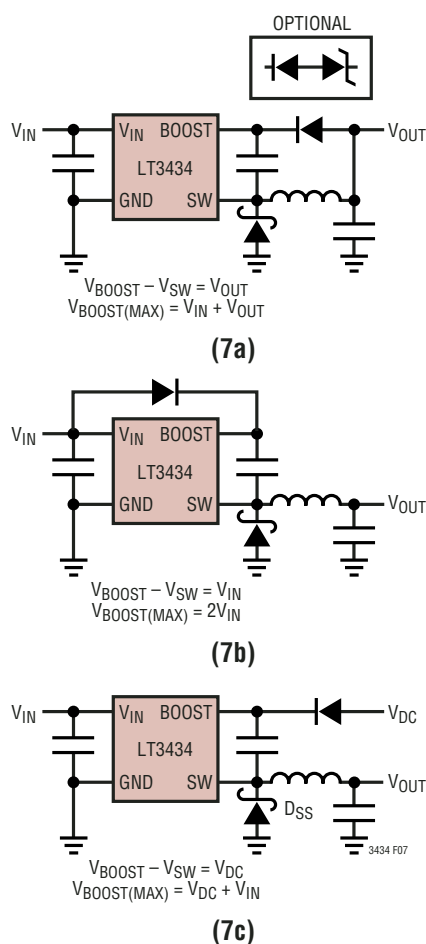 OPTIONAL
V_IN V_IN BOOST V_OUT
LT3434
GND SW
V_BOOST – V_SW = V_OUT
V_BOOST(MAX) = V_IN + V_OUT
(7a)
V_IN V_IN BOOST
LT3434
GND SW V_OUT
V_BOOST – V_SW = V_IN
V_BOOST(MAX) = 2V_IN
(7b)
V_IN V_IN BOOST V_DC
LT3434
GND SW V_OUT
D_SS
3434 F07
V_BOOST – V_SW = V_DC
V_BOOST(MAX) = V_DC + V_IN
(7c)